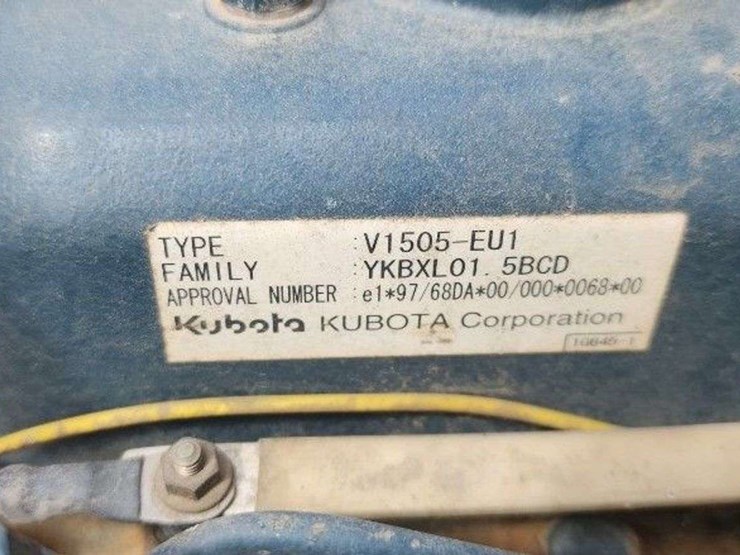 TYPE :V1505-EU1
FAMILY :YKBXL01.5BCD
APPROVAL NUMBER :e1*97/68DA*00/000*0068*00
Kubota KUBOTA Corporation